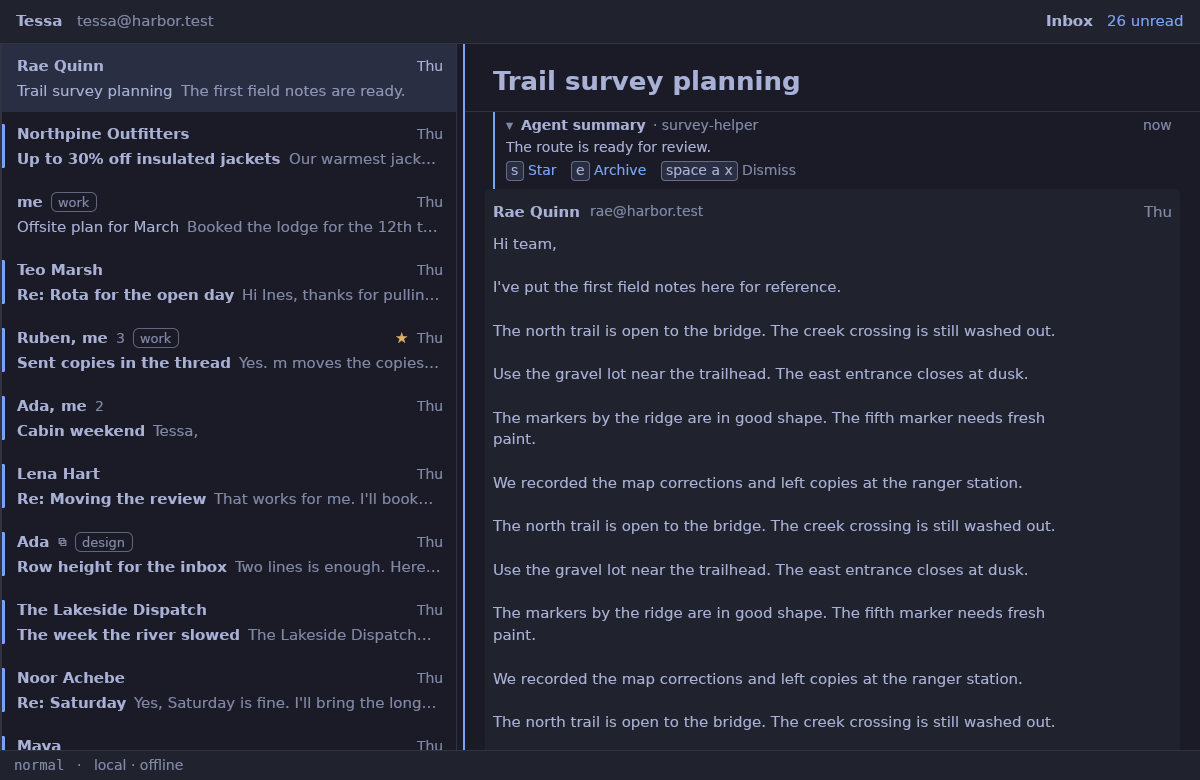 Tessa tessa@harbor.test
Inbox 26 unread
Rae Quinn Thu
Trail survey planning The first field notes are ready.
Northpine Outfitters Thu
Up to 30% off insulated jackets Our warmest jack…
me work Thu
Offsite plan for March Booked the lodge for the 12th t…
Teo Marsh Thu
Re: Rota for the open day Hi Ines, thanks for pullin…
Ruben, me 3 work ★ Thu
Sent copies in the thread Yes. m moves the copies…
Ada, me 2 Thu
Cabin weekend Tessa,
Lena Hart Thu
Re: Moving the review That works for me. I'll book…
Ada design Thu
Row height for the inbox Two lines is enough. Here…
The Lakeside Dispatch Thu
The week the river slowed The Lakeside Dispatch…
Noor Achebe Thu
Re: Saturday Yes, Saturday is fine. I'll bring the long…
Maya Thu
Trail survey planning
▾ Agent summary · survey-helper now
The route is ready for review.
s Star e Archive space a x Dismiss
Rae Quinn rae@harbor.test Thu
Hi team,
I've put the first field notes here for reference.
The north trail is open to the bridge. The creek crossing is still washed out.
Use the gravel lot near the trailhead. The east entrance closes at dusk.
The markers by the ridge are in good shape. The fifth marker needs fresh
paint.
We recorded the map corrections and left copies at the ranger station.
The north trail is open to the bridge. The creek crossing is still washed out.
Use the gravel lot near the trailhead. The east entrance closes at dusk.
The markers by the ridge are in good shape. The fifth marker needs fresh
paint.
We recorded the map corrections and left copies at the ranger station.
The north trail is open to the bridge. The creek crossing is still washed out.
normal · local · offline